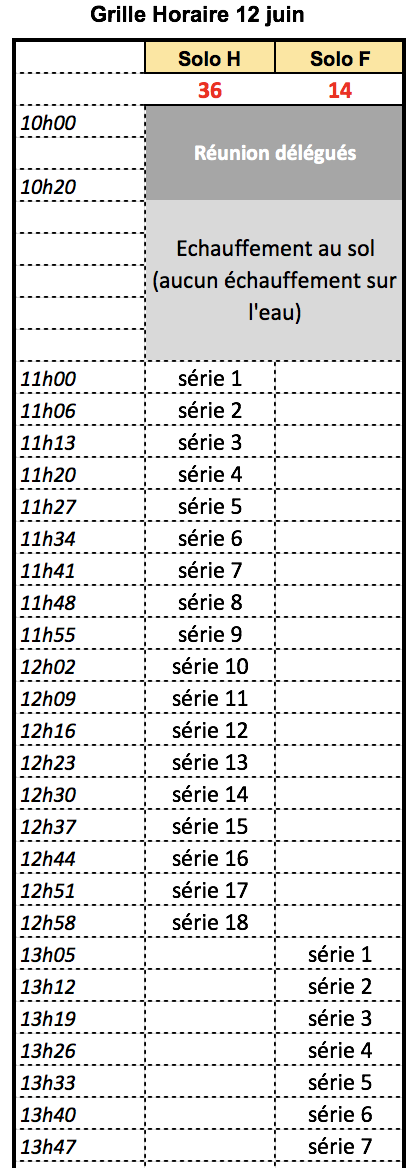 Grille Horaire 12 juin
Solo H Solo F
36 14
10h00
Réunion délégués
10h20
Echauffement au sol
(aucun échauffement sur
l'eau)
11h00 série 1
11h06 série 2
11h13 série 3
11h20 série 4
11h27 série 5
11h34 série 6
11h41 série 7
11h48 série 8
11h55 série 9
12h02 série 10
12h09 série 11
12h16 série 12
12h23 série 13
12h30 série 14
12h37 série 15
12h44 série 16
12h51 série 17
12h58 série 18
13h05 série 1
13h12 série 2
13h19 série 3
13h26 série 4
13h33 série 5
13h40 série 6
13h47 série 7